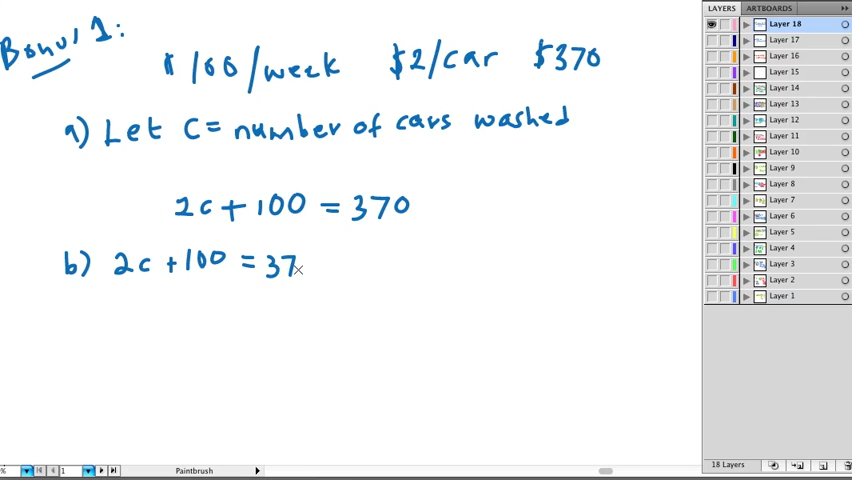 Bonus 1:
$100/week $2/car $370
a) Let C = number of cars washed
2c + 100 = 370
b) 2c + 100 = 37
LAYERS ARTBOARDS
Layer 18
Layer 17
Layer 16
Layer 15
Layer 14
Layer 13
Layer 12
Layer 11
Layer 10
Layer 9
Layer 8
Layer 7
Layer 6
Layer 5
Layer 4
Layer 3
Layer 2
Layer 1
% 1 Paintbrush
18 Layers